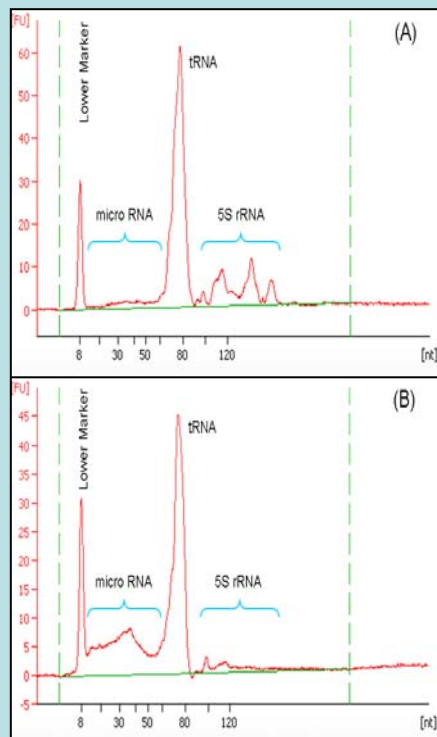 [FU]
(A)
60
50
40
30
20
10
0
Lower Marker
tRNA
micro RNA
5S rRNA
8 30 50 80 120 [nt]
[FU]
(B)
45
40
35
30
25
20
15
10
5
0
-5
Lower Marker
tRNA
micro RNA
5S rRNA
8 30 50 80 120 [nt]